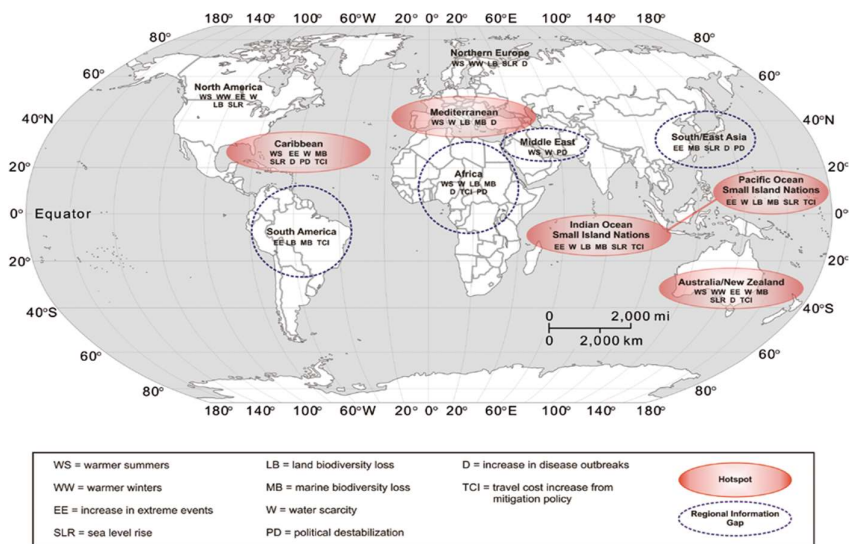 180° 140° 100° 60°W 20° 0° 20° 60°E 100° 140° 180°
80° 80°
Northern Europe
WS WW LB SLR D
60° 60°
North America
WS WW EE W
LB SLR
40°N 40°N
Mediterranean
WS W LB MB D
South/East Asia
EE MB SLR D PD
Caribbean
WS EE W MB
SLR D PD TCI
Middle East
WS W PD
20° 20°
Africa
WS W LB MB
D TCI PD
Pacific Ocean
Small Island Nations
EE W LB MB SLR TCI
Equator 0° 0°
South America
EE LB MB TCI
Indian Ocean
Small Island Nations
EE W LB MB SLR TCI
20° 20°
Australia/New Zealand
WS WW EE W MB
SLR D TCI
40°S 40°S
0 2,000 mi
0 2,000 km
60° 60°
80° 80°
180° 140° 100° 60°W 20° 0° 20° 60°E 100° 140° 180°
WS = warmer summers
WW = warmer winters
EE = increase in extreme events
SLR = sea level rise
LB = land biodiversity loss
MB = marine biodiversity loss
W = water scarcity
PD = political destabilization
D = increase in disease outbreaks
TCI = travel cost increase from
mitigation policy
Hotspot
Regional Information
Gap